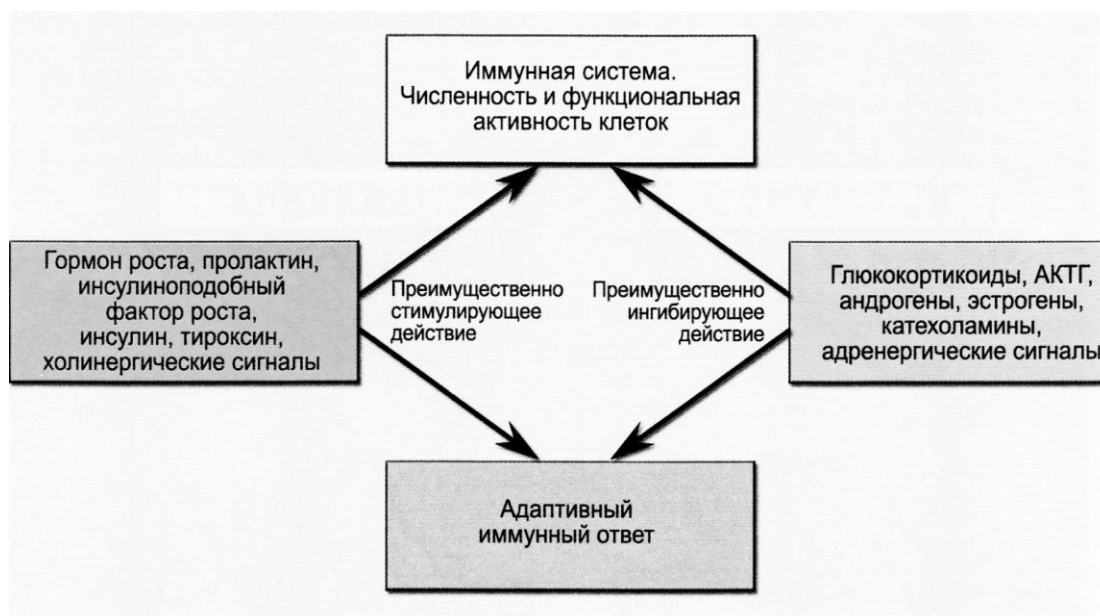 Иммунная система.
Численность и функциональная
активность клеток
Гормон роста, пролактин,
инсулиноподобный
фактор роста,
инсулин, тироксин,
холинергические сигналы
Преимущественно
стимулирующее
действие
Преимущественно
ингибирующее
действие
Глюкокортикоиды, АКТГ,
андрогены, эстрогены,
катехоламины,
адренергические сигналы
Адаптивный
иммунный ответ